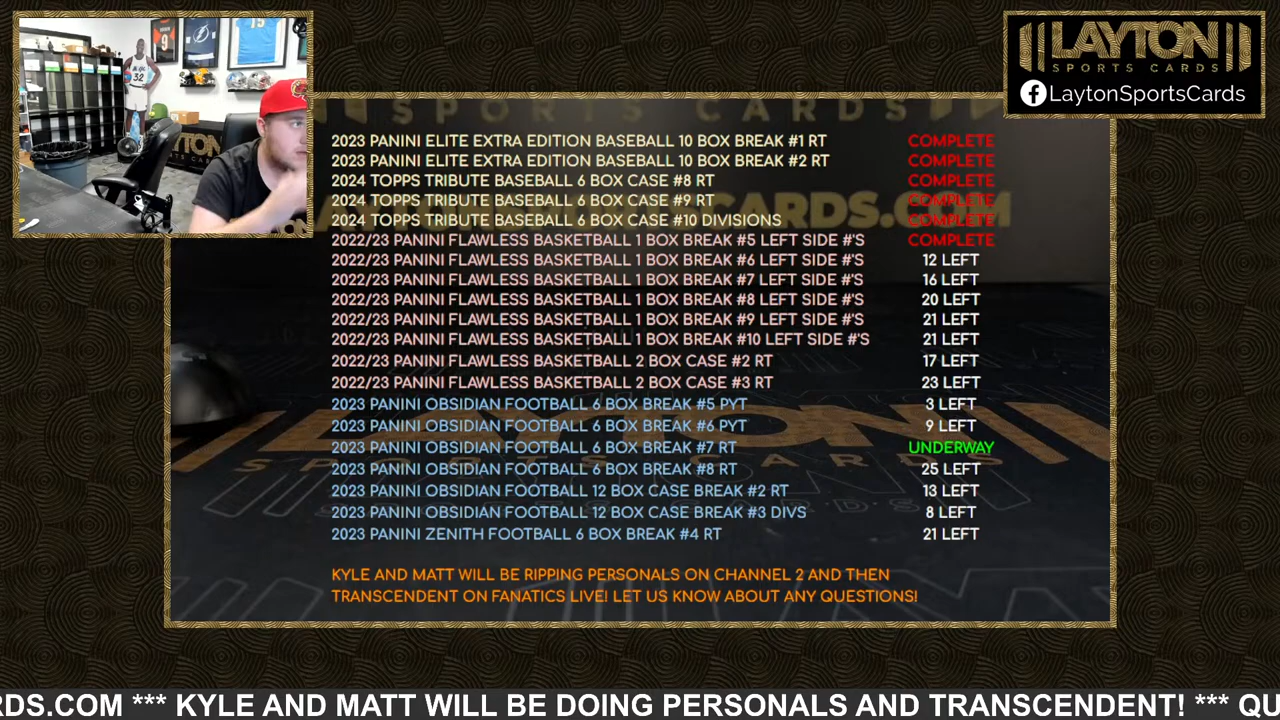 LAYTON
SPORTS CARDS
LaytonSportsCards
SPORTS CARDS
2023 PANINI ELITE EXTRA EDITION BASEBALL 10 BOX BREAK #1 RT COMPLETE
2023 PANINI ELITE EXTRA EDITION BASEBALL 10 BOX BREAK #2 RT COMPLETE
2024 TOPPS TRIBUTE BASEBALL 6 BOX CASE #8 RT COMPLETE
2024 TOPPS TRIBUTE BASEBALL 6 BOX CASE #9 RT COMPLETE
2024 TOPPS TRIBUTE BASEBALL 6 BOX CASE #10 DIVISIONS COMPLETE
2022/23 PANINI FLAWLESS BASKETBALL 1 BOX BREAK #5 LEFT SIDE #'S COMPLETE
2022/23 PANINI FLAWLESS BASKETBALL 1 BOX BREAK #6 LEFT SIDE #'S 12 LEFT
2022/23 PANINI FLAWLESS BASKETBALL 1 BOX BREAK #7 LEFT SIDE #'S 16 LEFT
2022/23 PANINI FLAWLESS BASKETBALL 1 BOX BREAK #8 LEFT SIDE #'S 20 LEFT
2022/23 PANINI FLAWLESS BASKETBALL 1 BOX BREAK #9 LEFT SIDE #'S 21 LEFT
2022/23 PANINI FLAWLESS BASKETBALL 1 BOX BREAK #10 LEFT SIDE #'S 21 LEFT
2022/23 PANINI FLAWLESS BASKETBALL 2 BOX CASE #2 RT 17 LEFT
2022/23 PANINI FLAWLESS BASKETBALL 2 BOX CASE #3 RT 23 LEFT
2023 PANINI OBSIDIAN FOOTBALL 6 BOX BREAK #5 PYT 3 LEFT
2023 PANINI OBSIDIAN FOOTBALL 6 BOX BREAK #6 PYT 9 LEFT
2023 PANINI OBSIDIAN FOOTBALL 6 BOX BREAK #7 RT UNDERWAY
2023 PANINI OBSIDIAN FOOTBALL 6 BOX BREAK #8 RT 25 LEFT
2023 PANINI OBSIDIAN FOOTBALL 12 BOX CASE BREAK #2 RT 13 LEFT
2023 PANINI OBSIDIAN FOOTBALL 12 BOX CASE BREAK #3 DIVS 8 LEFT
2023 PANINI ZENITH FOOTBALL 6 BOX BREAK #4 RT 21 LEFT
KYLE AND MATT WILL BE RIPPING PERSONALS ON CHANNEL 2 AND THEN
TRANSCENDENT ON FANATICS LIVE! LET US KNOW ABOUT ANY QUESTIONS!
RDS.COM *** KYLE AND MATT WILL BE DOING PERSONALS AND TRANSCENDENT! *** QU